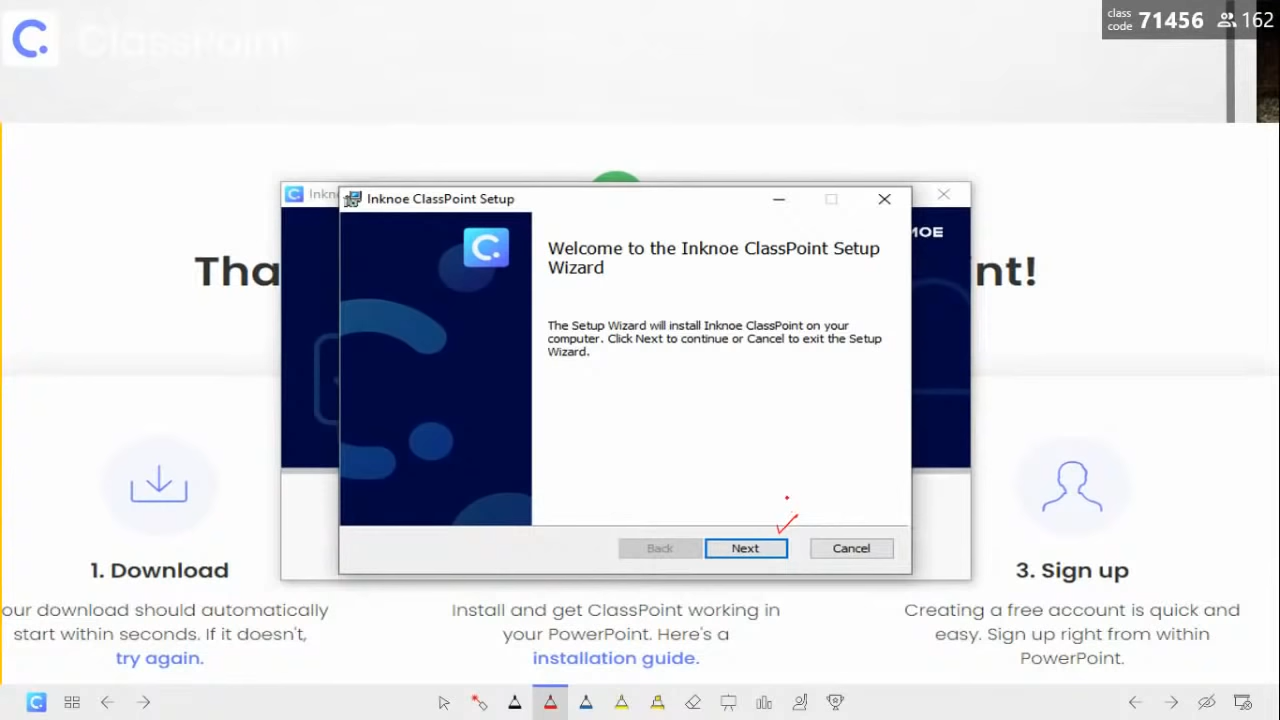 class code 71456 162
ClassPoint
Inkn
Inknoe ClassPoint Setup
MOE
Welcome to the Inknoe ClassPoint Setup
Wizard
Tha
nt!
The Setup Wizard will install Inknoe ClassPoint on your
computer. Click Next to continue or Cancel to exit the Setup
Wizard.
Back
Next
Cancel
1. Download
our download should automatically
start within seconds. If it doesn't,
try again.
Install and get ClassPoint working in
your PowerPoint. Here's a
installation guide.
3. Sign up
Creating a free account is quick and
easy. Sign up right from within
PowerPoint.